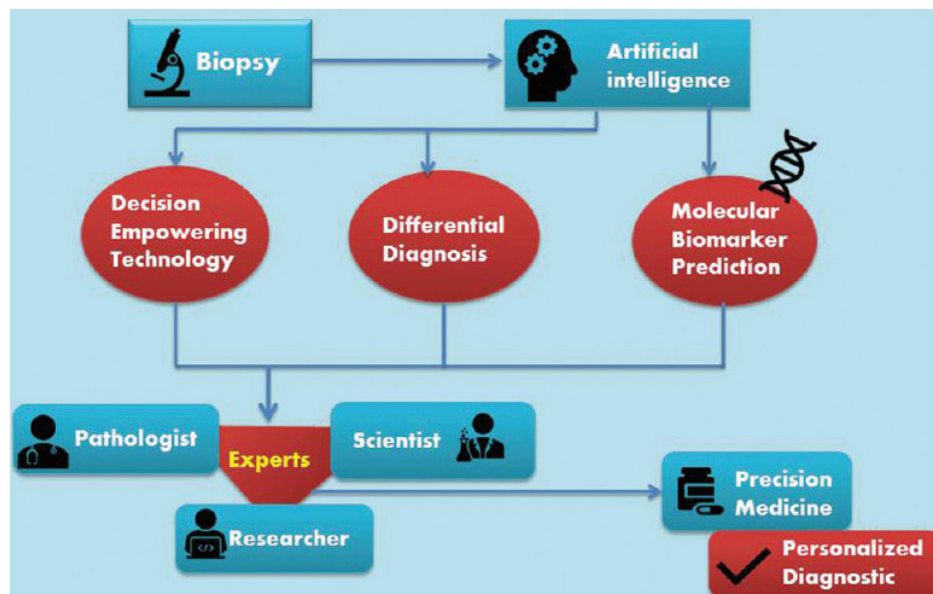 Biopsy
Artificial
intelligence
Decision
Empowering
Technology
Differential
Diagnosis
Molecular
Biomarker
Prediction
Pathologist
Experts
Scientist
Researcher
Precision
Medicine
Personalized
Diagnostic